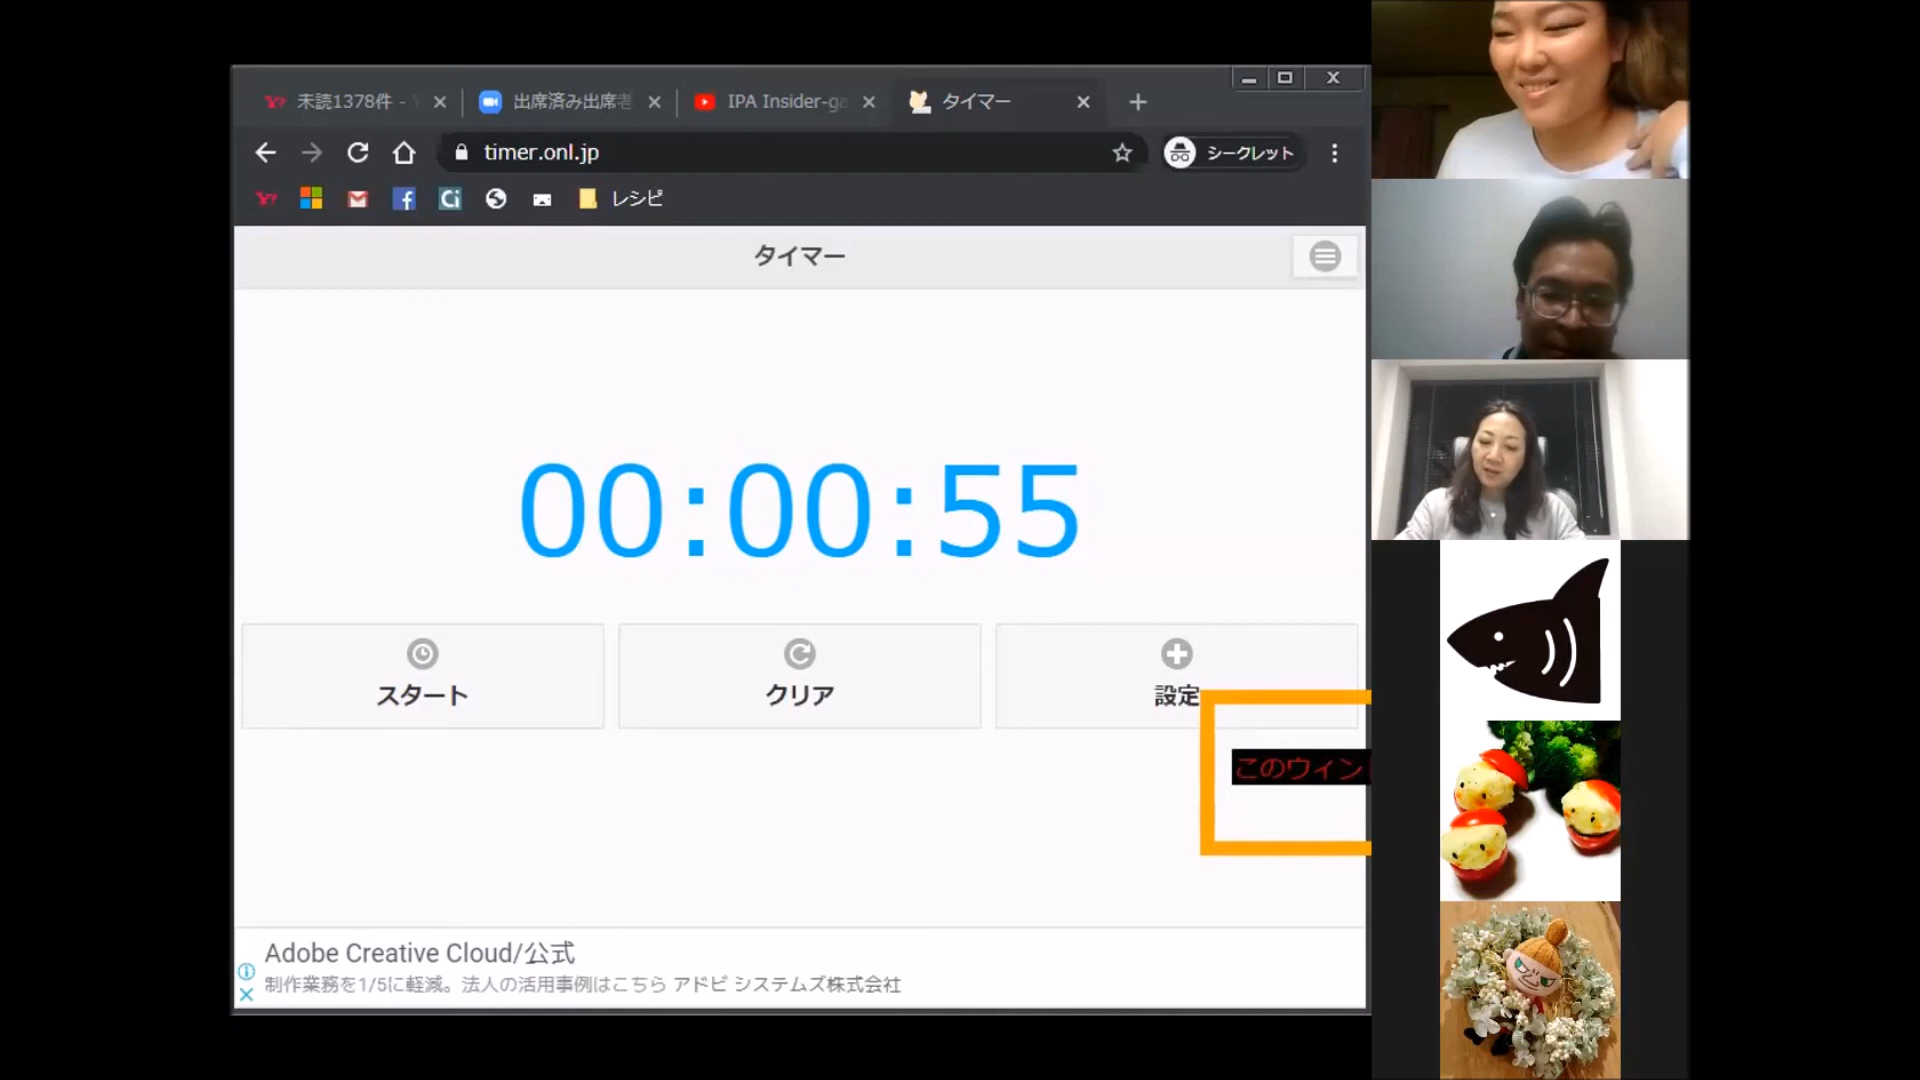 未読1378件 -
出席済み出席者
IPA Insider-ga
タイマー
timer.onl.jp
シークレット
レシピ
タイマー
00:00:55
スタート
クリア
設定
このウィン
Adobe Creative Cloud/公式
制作業務を1/5に軽減。法人の活用事例はこちら アドビ システムズ株式会社